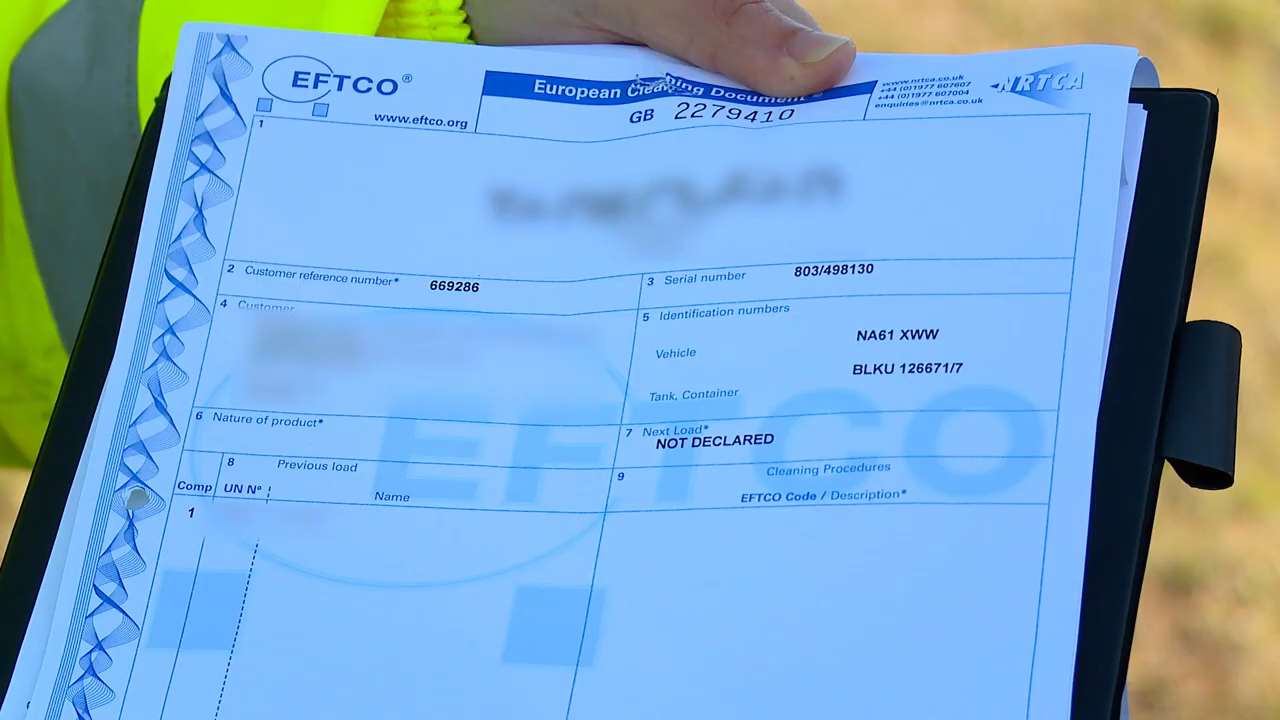 EFTCO®
www.eftco.org
European Cleaning Document
GB 2279410
www.nrtca.co.uk
+44 (0)1977 607607
+44 (0)1977 607004
enquiries@nrtca.co.uk
NRTCA
1
2 Customer reference number* 669286
3 Serial number 803/498130
4 Customer
5 Identification numbers
NA61 XWW
Vehicle
BLKU 126671/7
Tank, Container
6 Nature of product*
7 Next Load*
NOT DECLARED
8 Previous load
9 Cleaning Procedures
Comp UN Nº Name
EFTCO Code / Description*
1
EFTCO